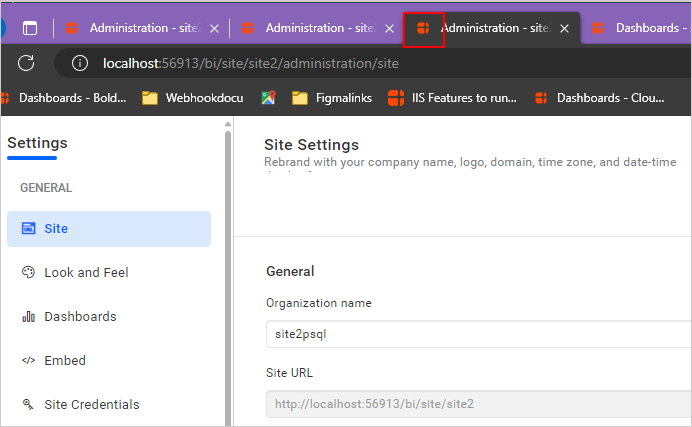 Administration - site2
Administration - site
Administration - site
Dashboards - s
localhost:56913/bi/site/site2/administration/site
Dashboards - Bold...
Webhookdocu
Figmalinks
IIS Features to run...
Dashboards - Clou...
Settings
GENERAL
Site
Look and Feel
Dashboards
Embed
Site Credentials
Site Settings
Rebrand with your company name, logo, domain, time zone, and date-time
General
Organization name
site2psql
Site URL
http://localhost:56913/bi/site/site2